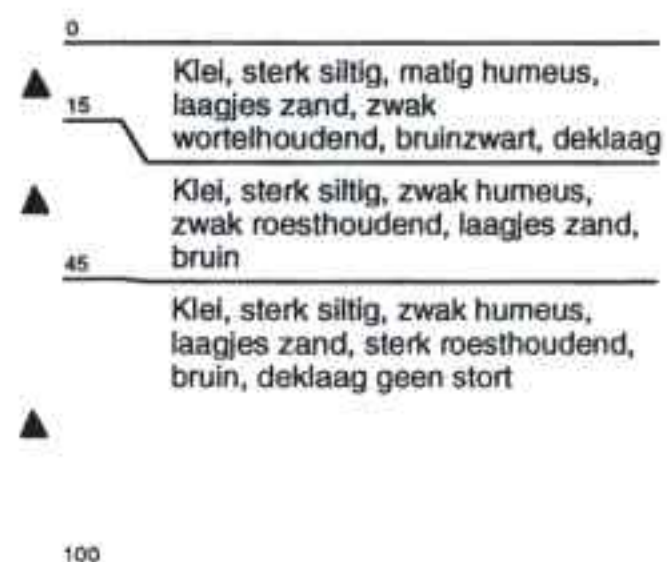 0
Klei, sterk siltig, matig humeus,
15
laagjes zand, zwak
wortelhoudend, bruinzwart, deklaag
Klei, sterk siltig, zwak humeus,
zwak roesthoudend, laagjes zand,
45
bruin
Klei, sterk siltig, zwak humeus,
laagjes zand, sterk roesthoudend,
bruin, deklaag geen stort
100